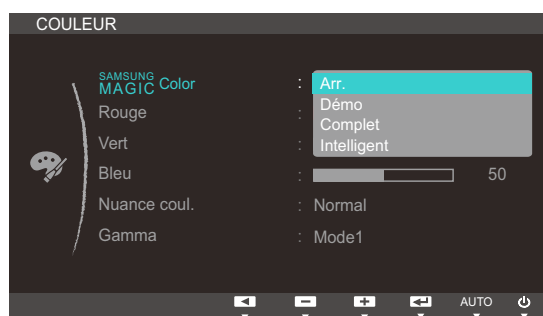 COULEUR
SAMSUNG MAGIC Color : Arr.
Démo
Rouge :
Complet
Vert :
Intelligent
Bleu : 50
Nuance coul. : Normal
Gamma : Mode1
AUTO